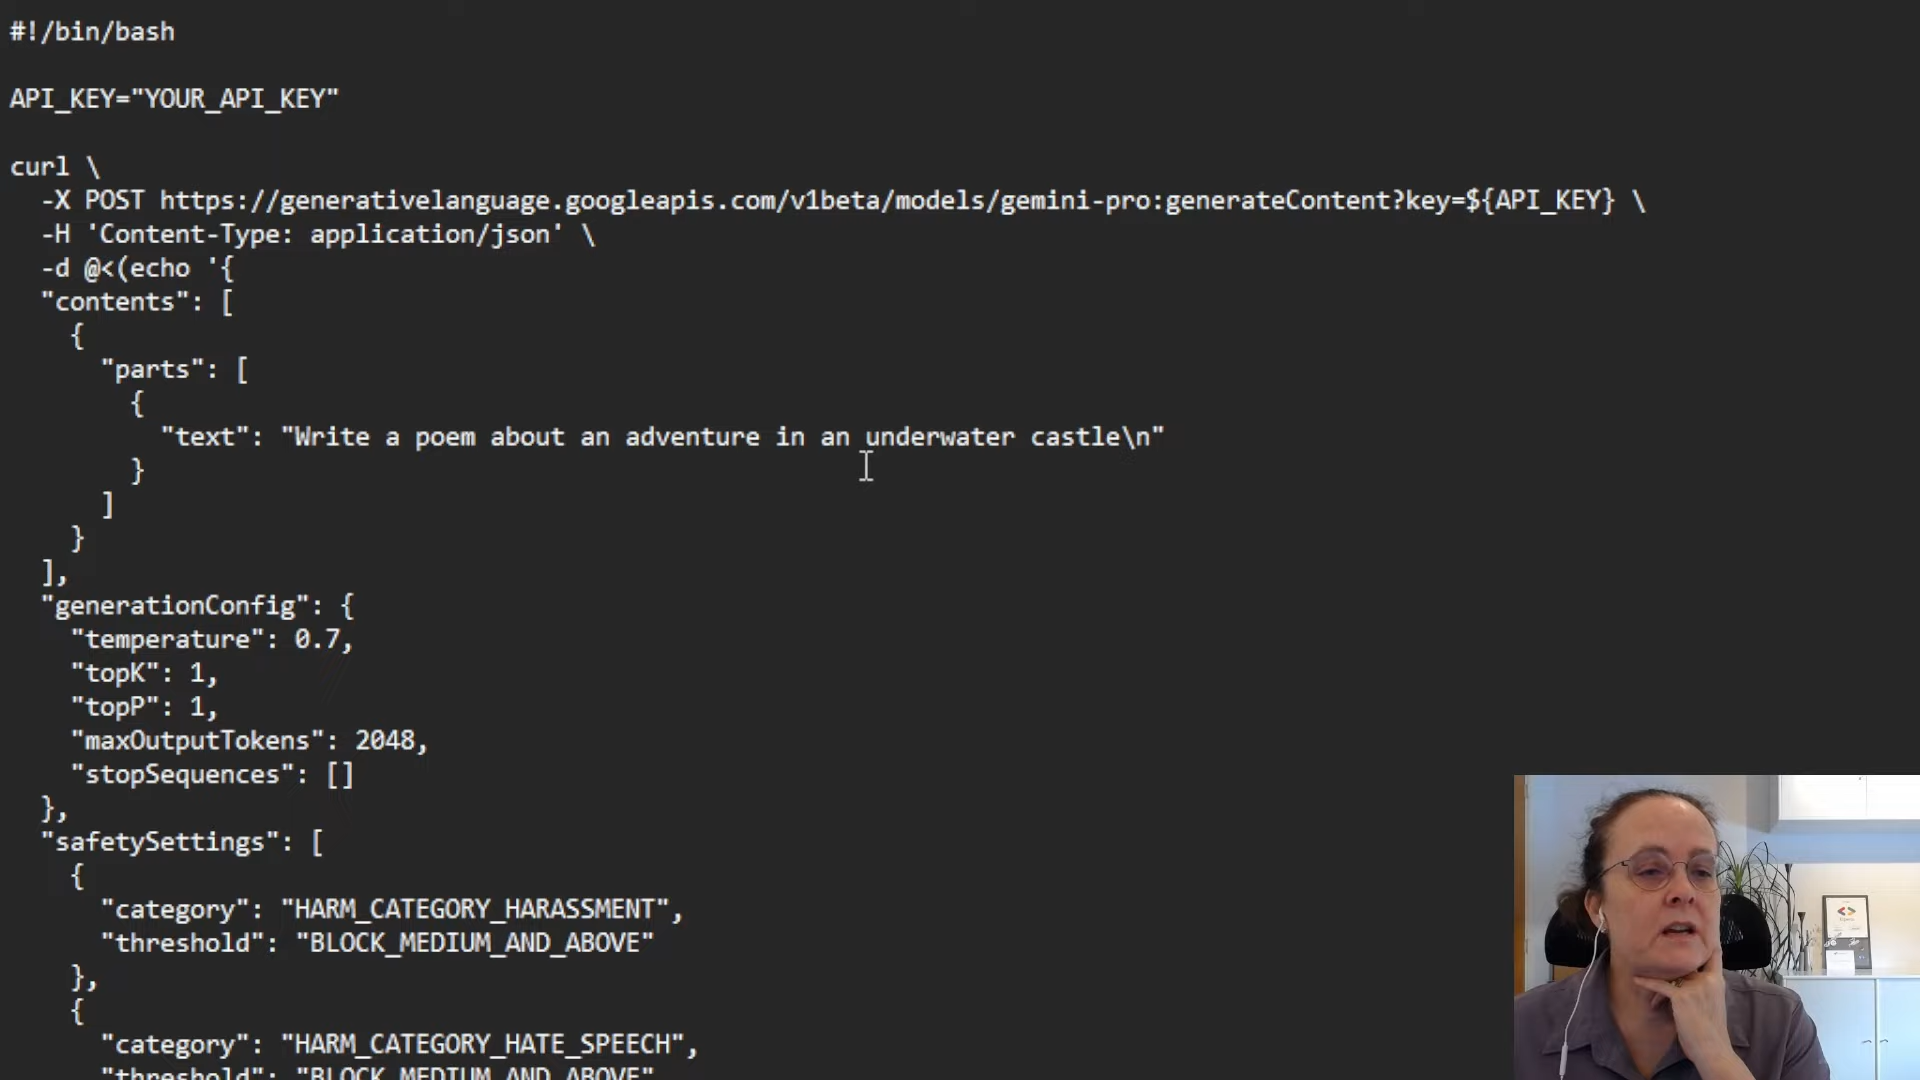 #!/bin/bash
API_KEY="YOUR_API_KEY"
curl \
-X POST https://generativelanguage.googleapis.com/v1beta/models/gemini-pro:generateContent?key=${API_KEY} \
-H 'Content-Type: application/json' \
-d @<(echo '{
"contents": [
{
"parts": [
{
"text": "Write a poem about an adventure in an underwater castle\n"
}
]
}
],
"generationConfig": {
"temperature": 0.7,
"topK": 1,
"topP": 1,
"maxOutputTokens": 2048,
"stopSequences": []
},
"safetySettings": [
{
"category": "HARM_CATEGORY_HARASSMENT",
"threshold": "BLOCK_MEDIUM_AND_ABOVE"
},
{
"category": "HARM_CATEGORY_HATE_SPEECH",
"threshold": "BLOCK_MEDIUM_AND_ABOVE"